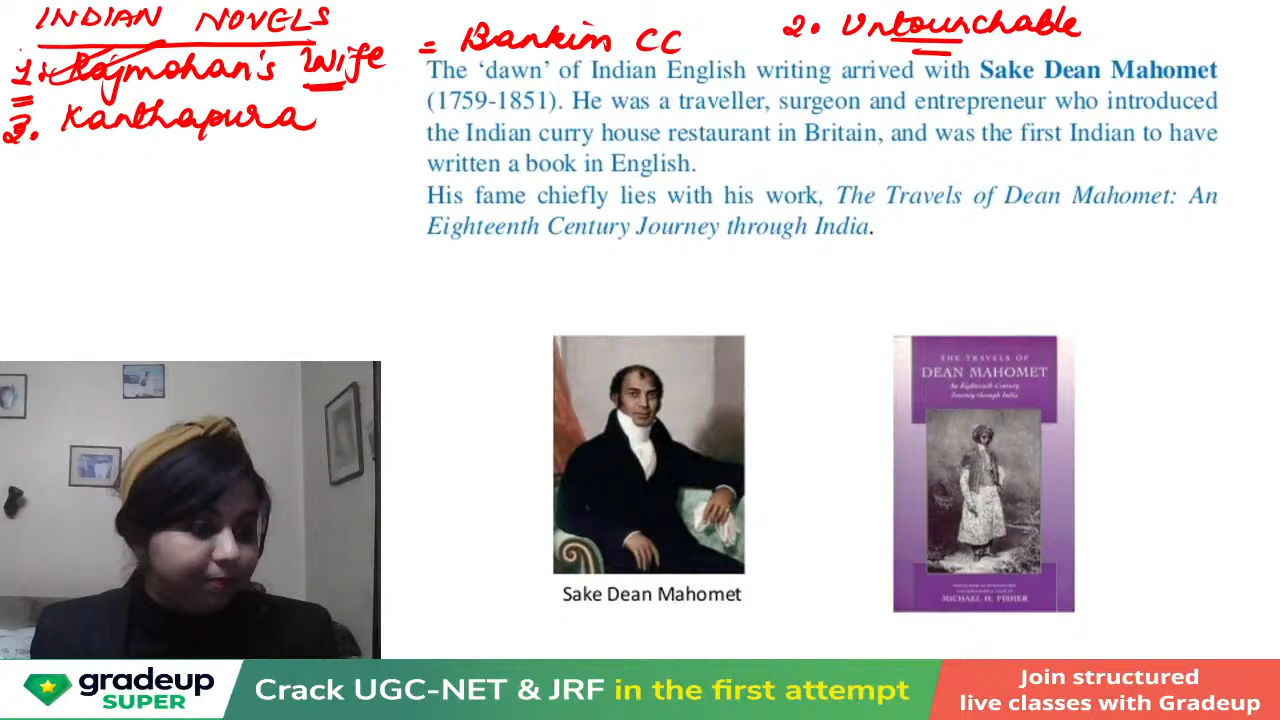 INDIAN NOVELS
1. Rajmohan's Wife = Bankim CC
2. Untourchable
3. Kanthapura
The ‘dawn’ of Indian English writing arrived with Sake Dean Mahomet
(1759-1851). He was a traveller, surgeon and entrepreneur who introduced
the Indian curry house restaurant in Britain, and was the first Indian to have
written a book in English.
His fame chiefly lies with his work, The Travels of Dean Mahomet: An
Eighteenth Century Journey through India.
THE TRAVELS OF
DEAN MAHOMET
An Eighteenth-Century
Journey through India
MICHAEL H. FISHER
Sake Dean Mahomet
gradeup
SUPER
Crack UGC-NET & JRF in the first attempt
Join structured
live classes with Gradeup